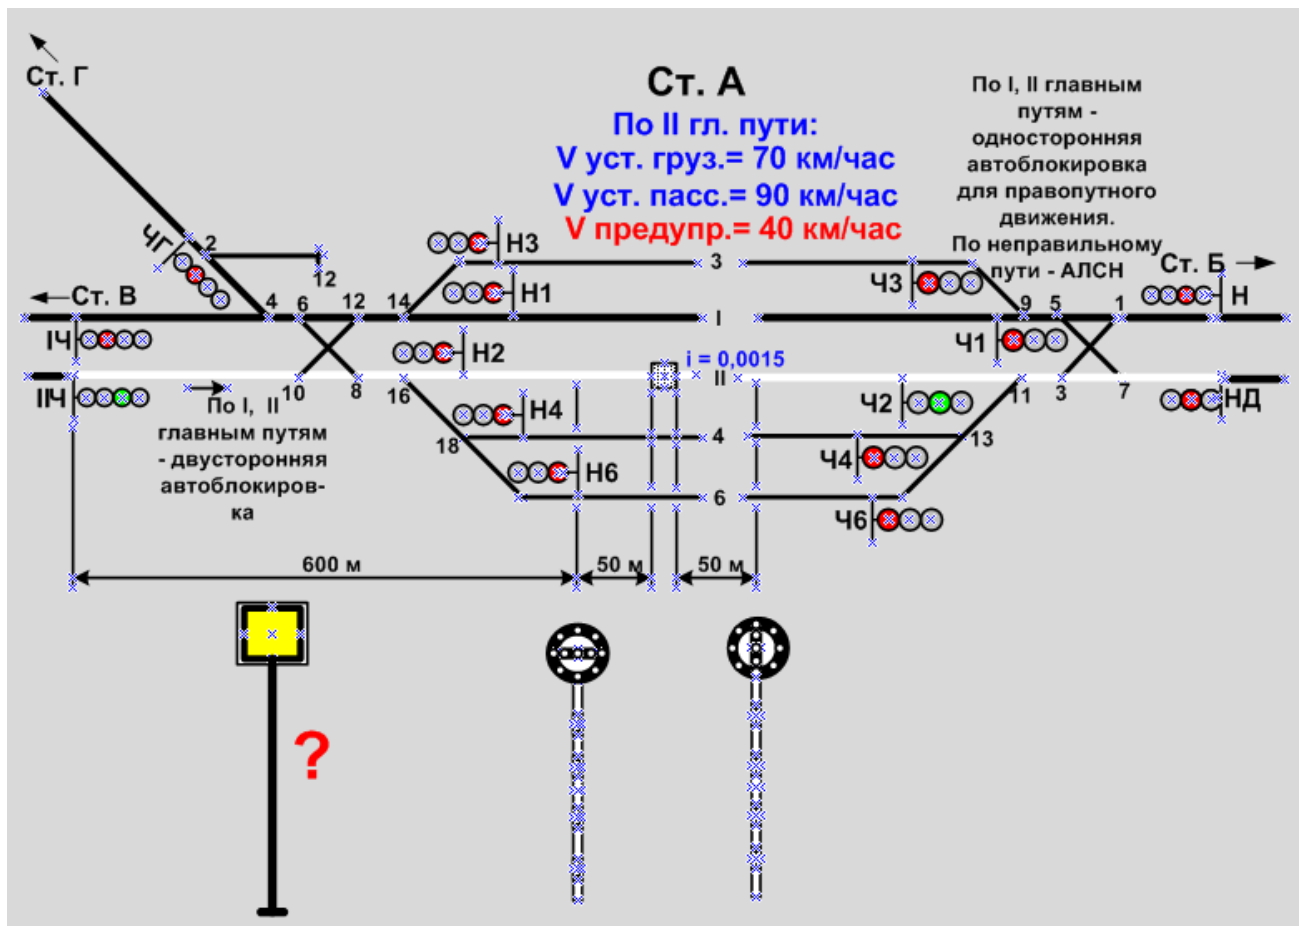 Ст. Г
Ст. А
По II гл. пути:
V уст. груз.= 70 км/час
V уст. пасс.= 90 км/час
V предупр.= 40 км/час
По I, II главным
путям -
односторонняя
автоблокировка
для правопутного
движения.
По неправильному
пути - АЛСН
ЧГ
2
12
Н3
3
Ст. Б
Ст. В
4
6
12
14
Н1
I
Ч3
9
5
1
Н
IЧ
Н2
i = 0,0015
Ч1
IIЧ
10
8
16
II
Ч2
11
3
7
НД
По I, II
главным путям
- двусторонняя
автоблокиров-
ка
18
Н4
4
Ч4
13
Н6
6
Ч6
600 м
50 м
50 м
?